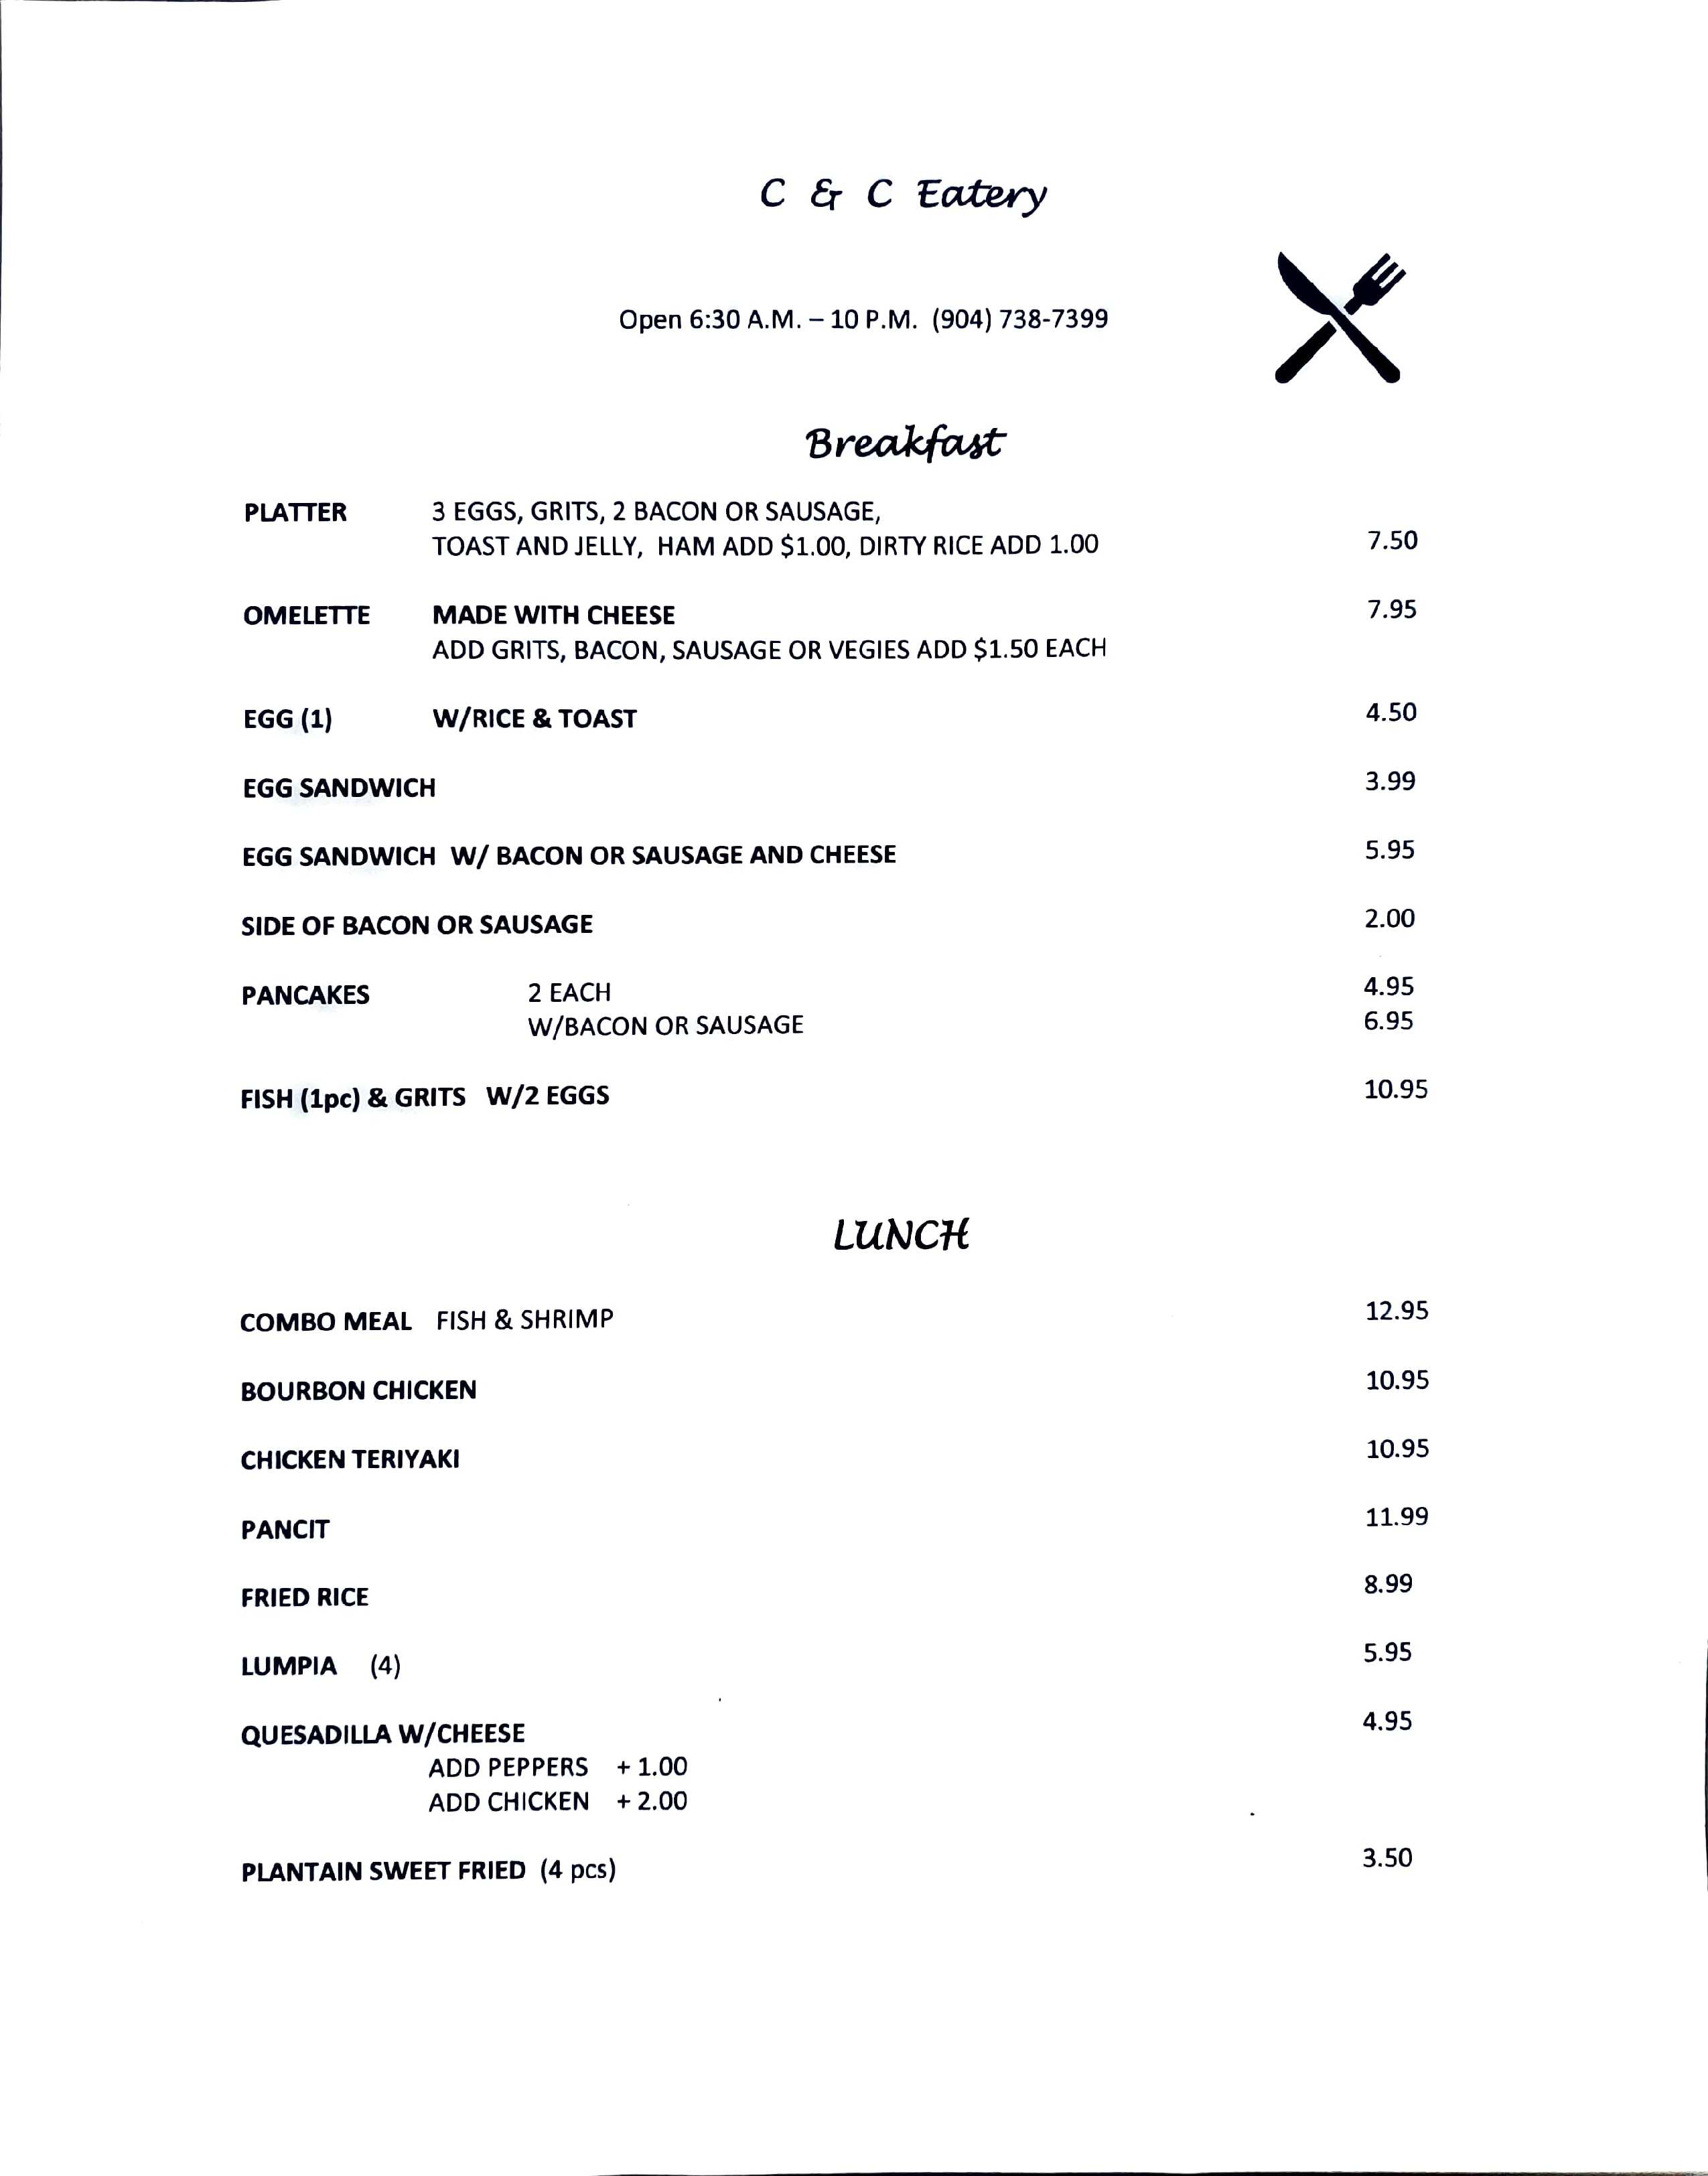 C & C Eatery
Open 6:30 A.M. – 10 P.M. (904) 738-7399
Breakfast
PLATTER 3 EGGS, GRITS, 2 BACON OR SAUSAGE,
TOAST AND JELLY, HAM ADD $1.00, DIRTY RICE ADD 1.00 7.50
OMELETTE MADE WITH CHEESE 7.95
ADD GRITS, BACON, SAUSAGE OR VEGIES ADD $1.50 EACH
EGG (1) W/RICE & TOAST 4.50
EGG SANDWICH 3.99
EGG SANDWICH W/ BACON OR SAUSAGE AND CHEESE 5.95
SIDE OF BACON OR SAUSAGE 2.00
PANCAKES 2 EACH 4.95
W/BACON OR SAUSAGE 6.95
FISH (1pc) & GRITS W/2 EGGS 10.95
LUNCH
COMBO MEAL FISH & SHRIMP 12.95
BOURBON CHICKEN 10.95
CHICKEN TERIYAKI 10.95
PANCIT 11.99
FRIED RICE 8.99
LUMPIA (4) 5.95
QUESADILLA W/CHEESE 4.95
ADD PEPPERS + 1.00
ADD CHICKEN + 2.00
PLANTAIN SWEET FRIED (4 pcs) 3.50